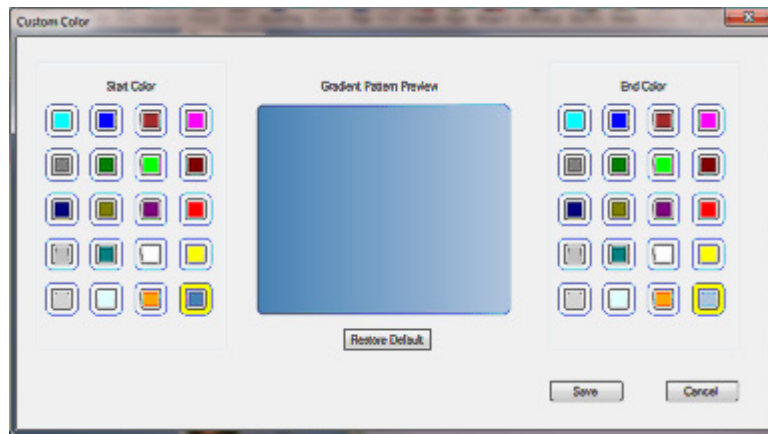 Custom Color
Start Color
Gradient Pattern Preview
End Color
Restore Default
Save
Cancel